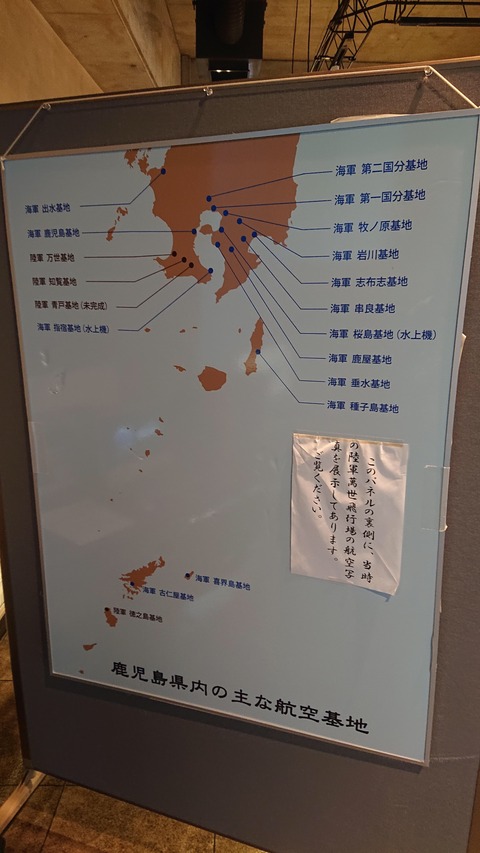 海軍 出水基地
海軍 鹿児島基地
陸軍 万世基地
陸軍 知覧基地
陸軍 青戸基地(未完成)
海軍 指宿基地(水上機)
海軍 第二国分基地
海軍 第一国分基地
海軍 牧ノ原基地
海軍 岩川基地
海軍 志布志基地
海軍 串良基地
海軍 桜島基地(水上機)
海軍 鹿屋基地
海軍 垂水基地
海軍 種子島基地
このパネルの裏側に、当時
の陸軍萬世飛行場の航空写
真を展示してあります。
ご覧ください。
海軍 喜界島基地
海軍 古仁屋基地
陸軍 徳之島基地
鹿児島県内の主な航空基地